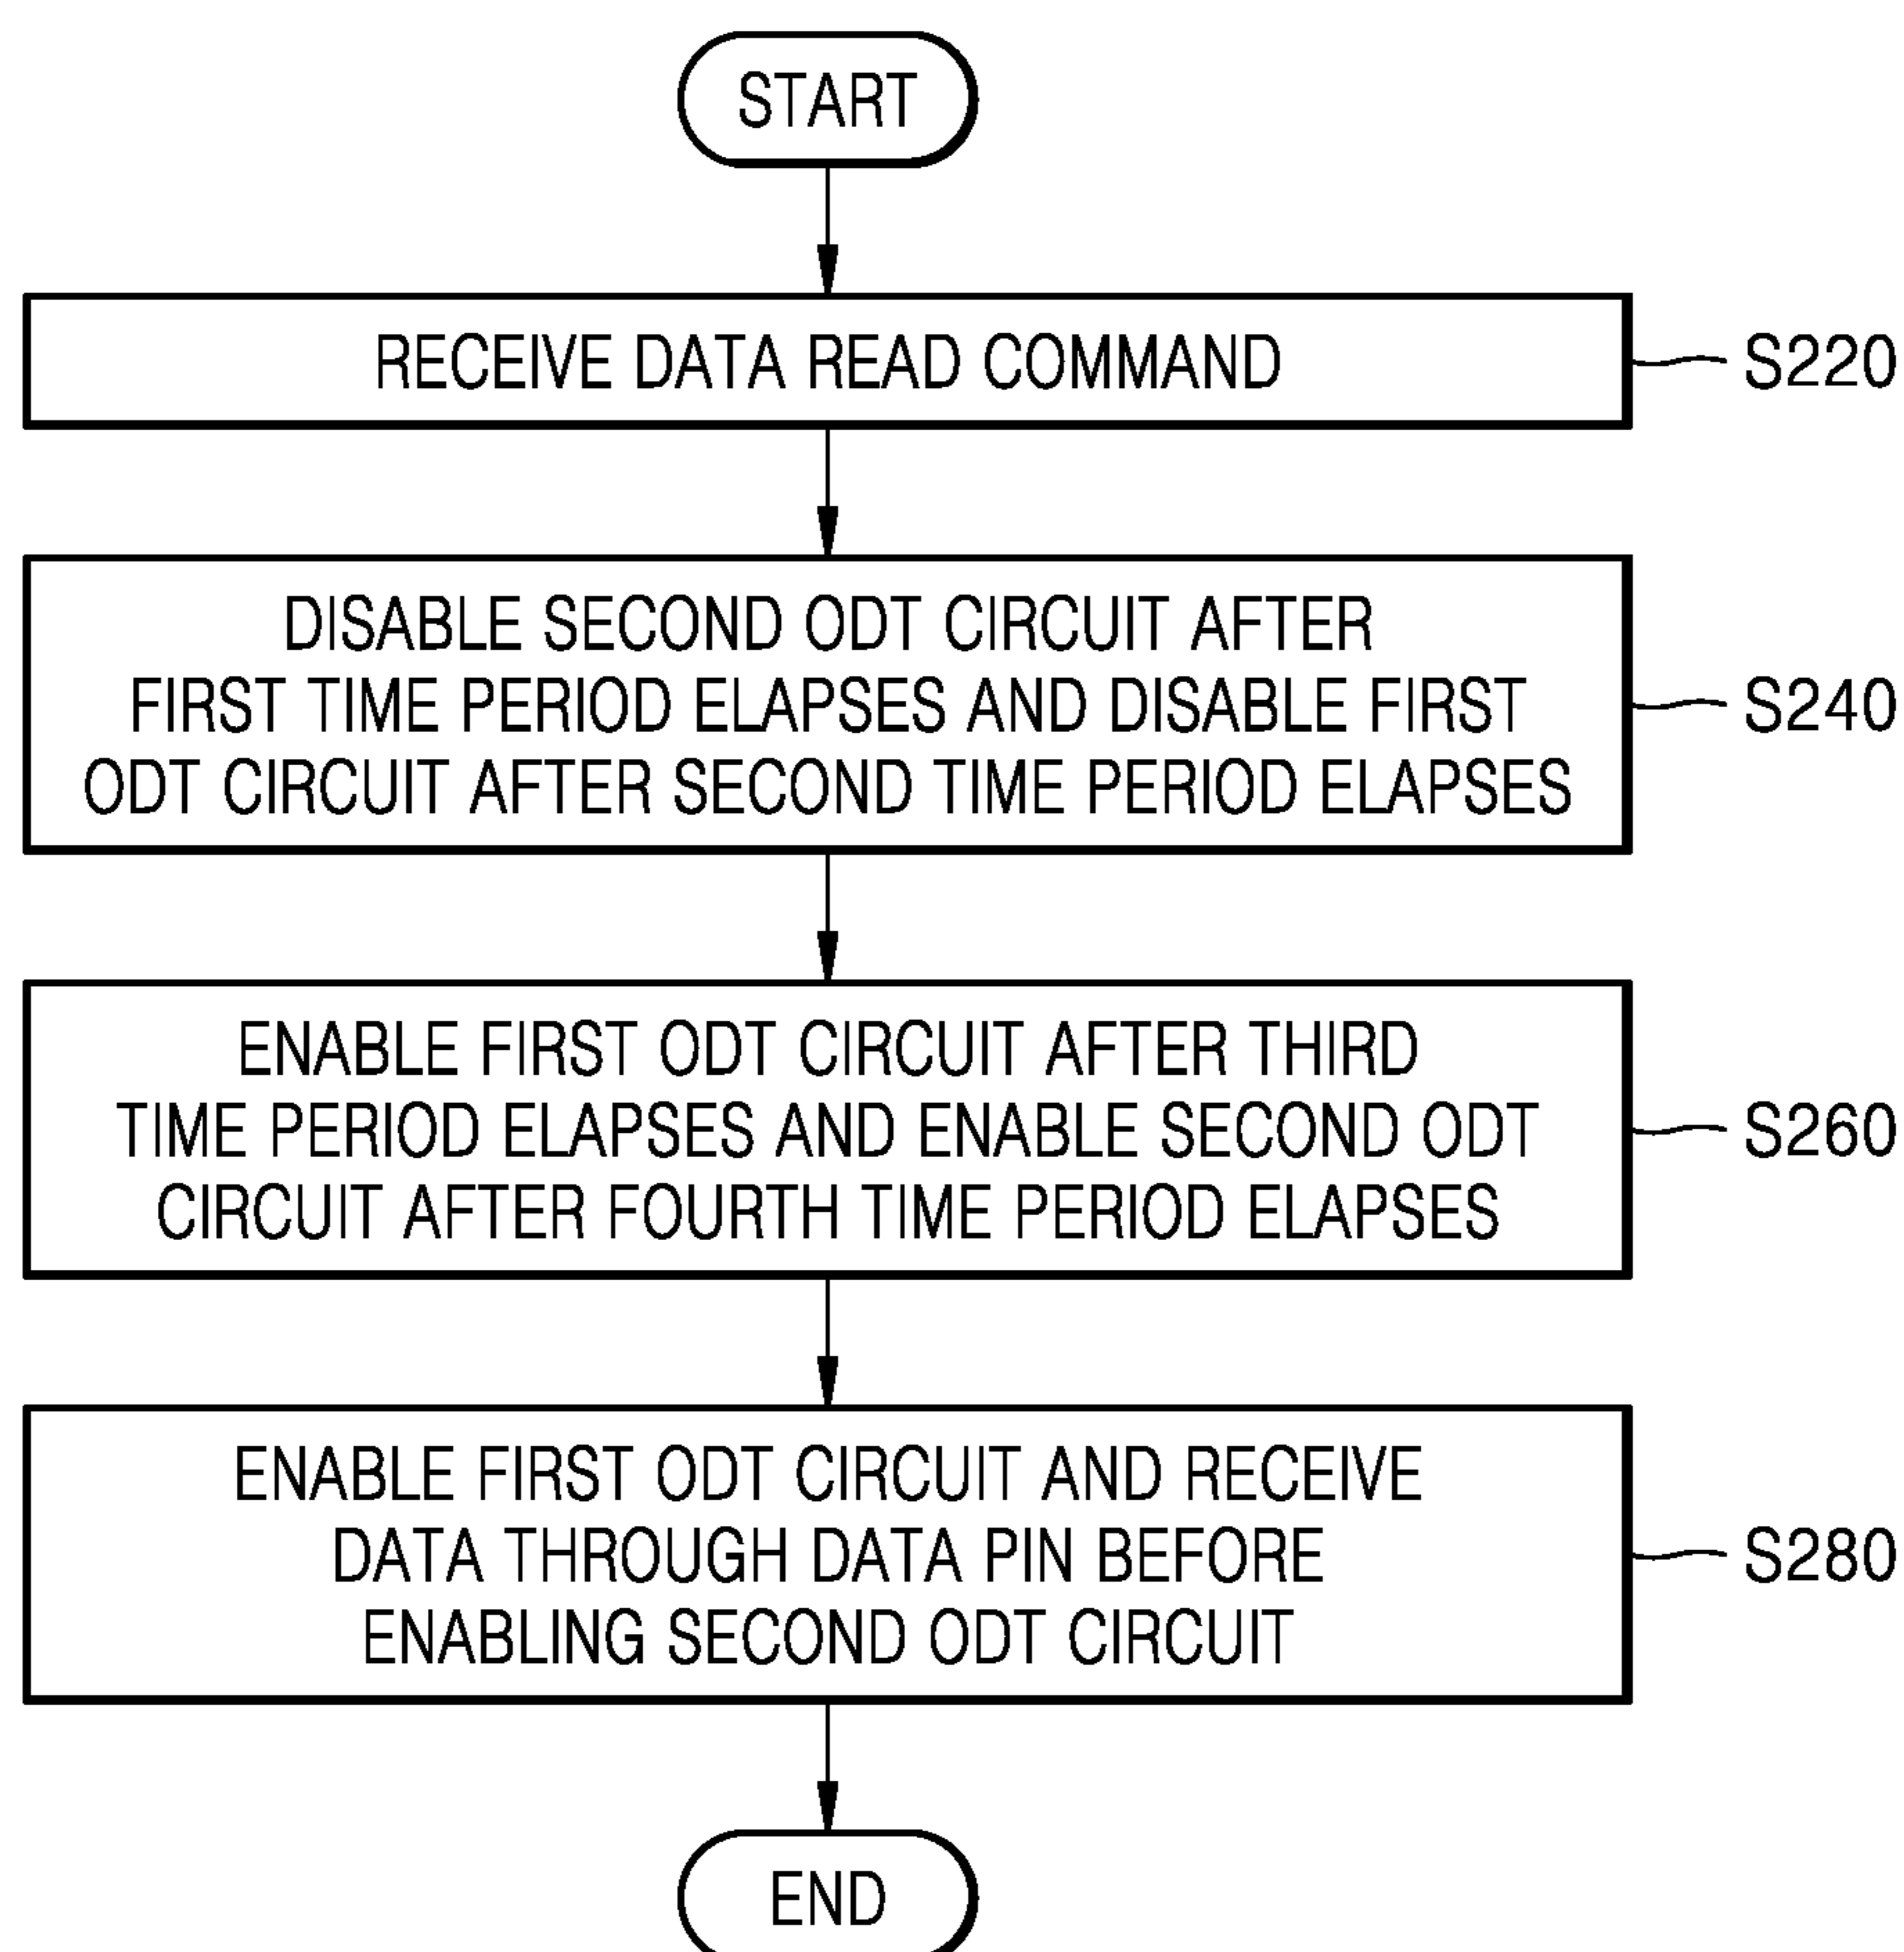 START
RECEIVE DATA READ COMMAND
S220
DISABLE SECOND ODT CIRCUIT AFTER
FIRST TIME PERIOD ELAPSES AND DISABLE FIRST
ODT CIRCUIT AFTER SECOND TIME PERIOD ELAPSES
S240
ENABLE FIRST ODT CIRCUIT AFTER THIRD
TIME PERIOD ELAPSES AND ENABLE SECOND ODT
CIRCUIT AFTER FOURTH TIME PERIOD ELAPSES
S260
ENABLE FIRST ODT CIRCUIT AND RECEIVE
DATA THROUGH DATA PIN BEFORE
ENABLING SECOND ODT CIRCUIT
S280
END